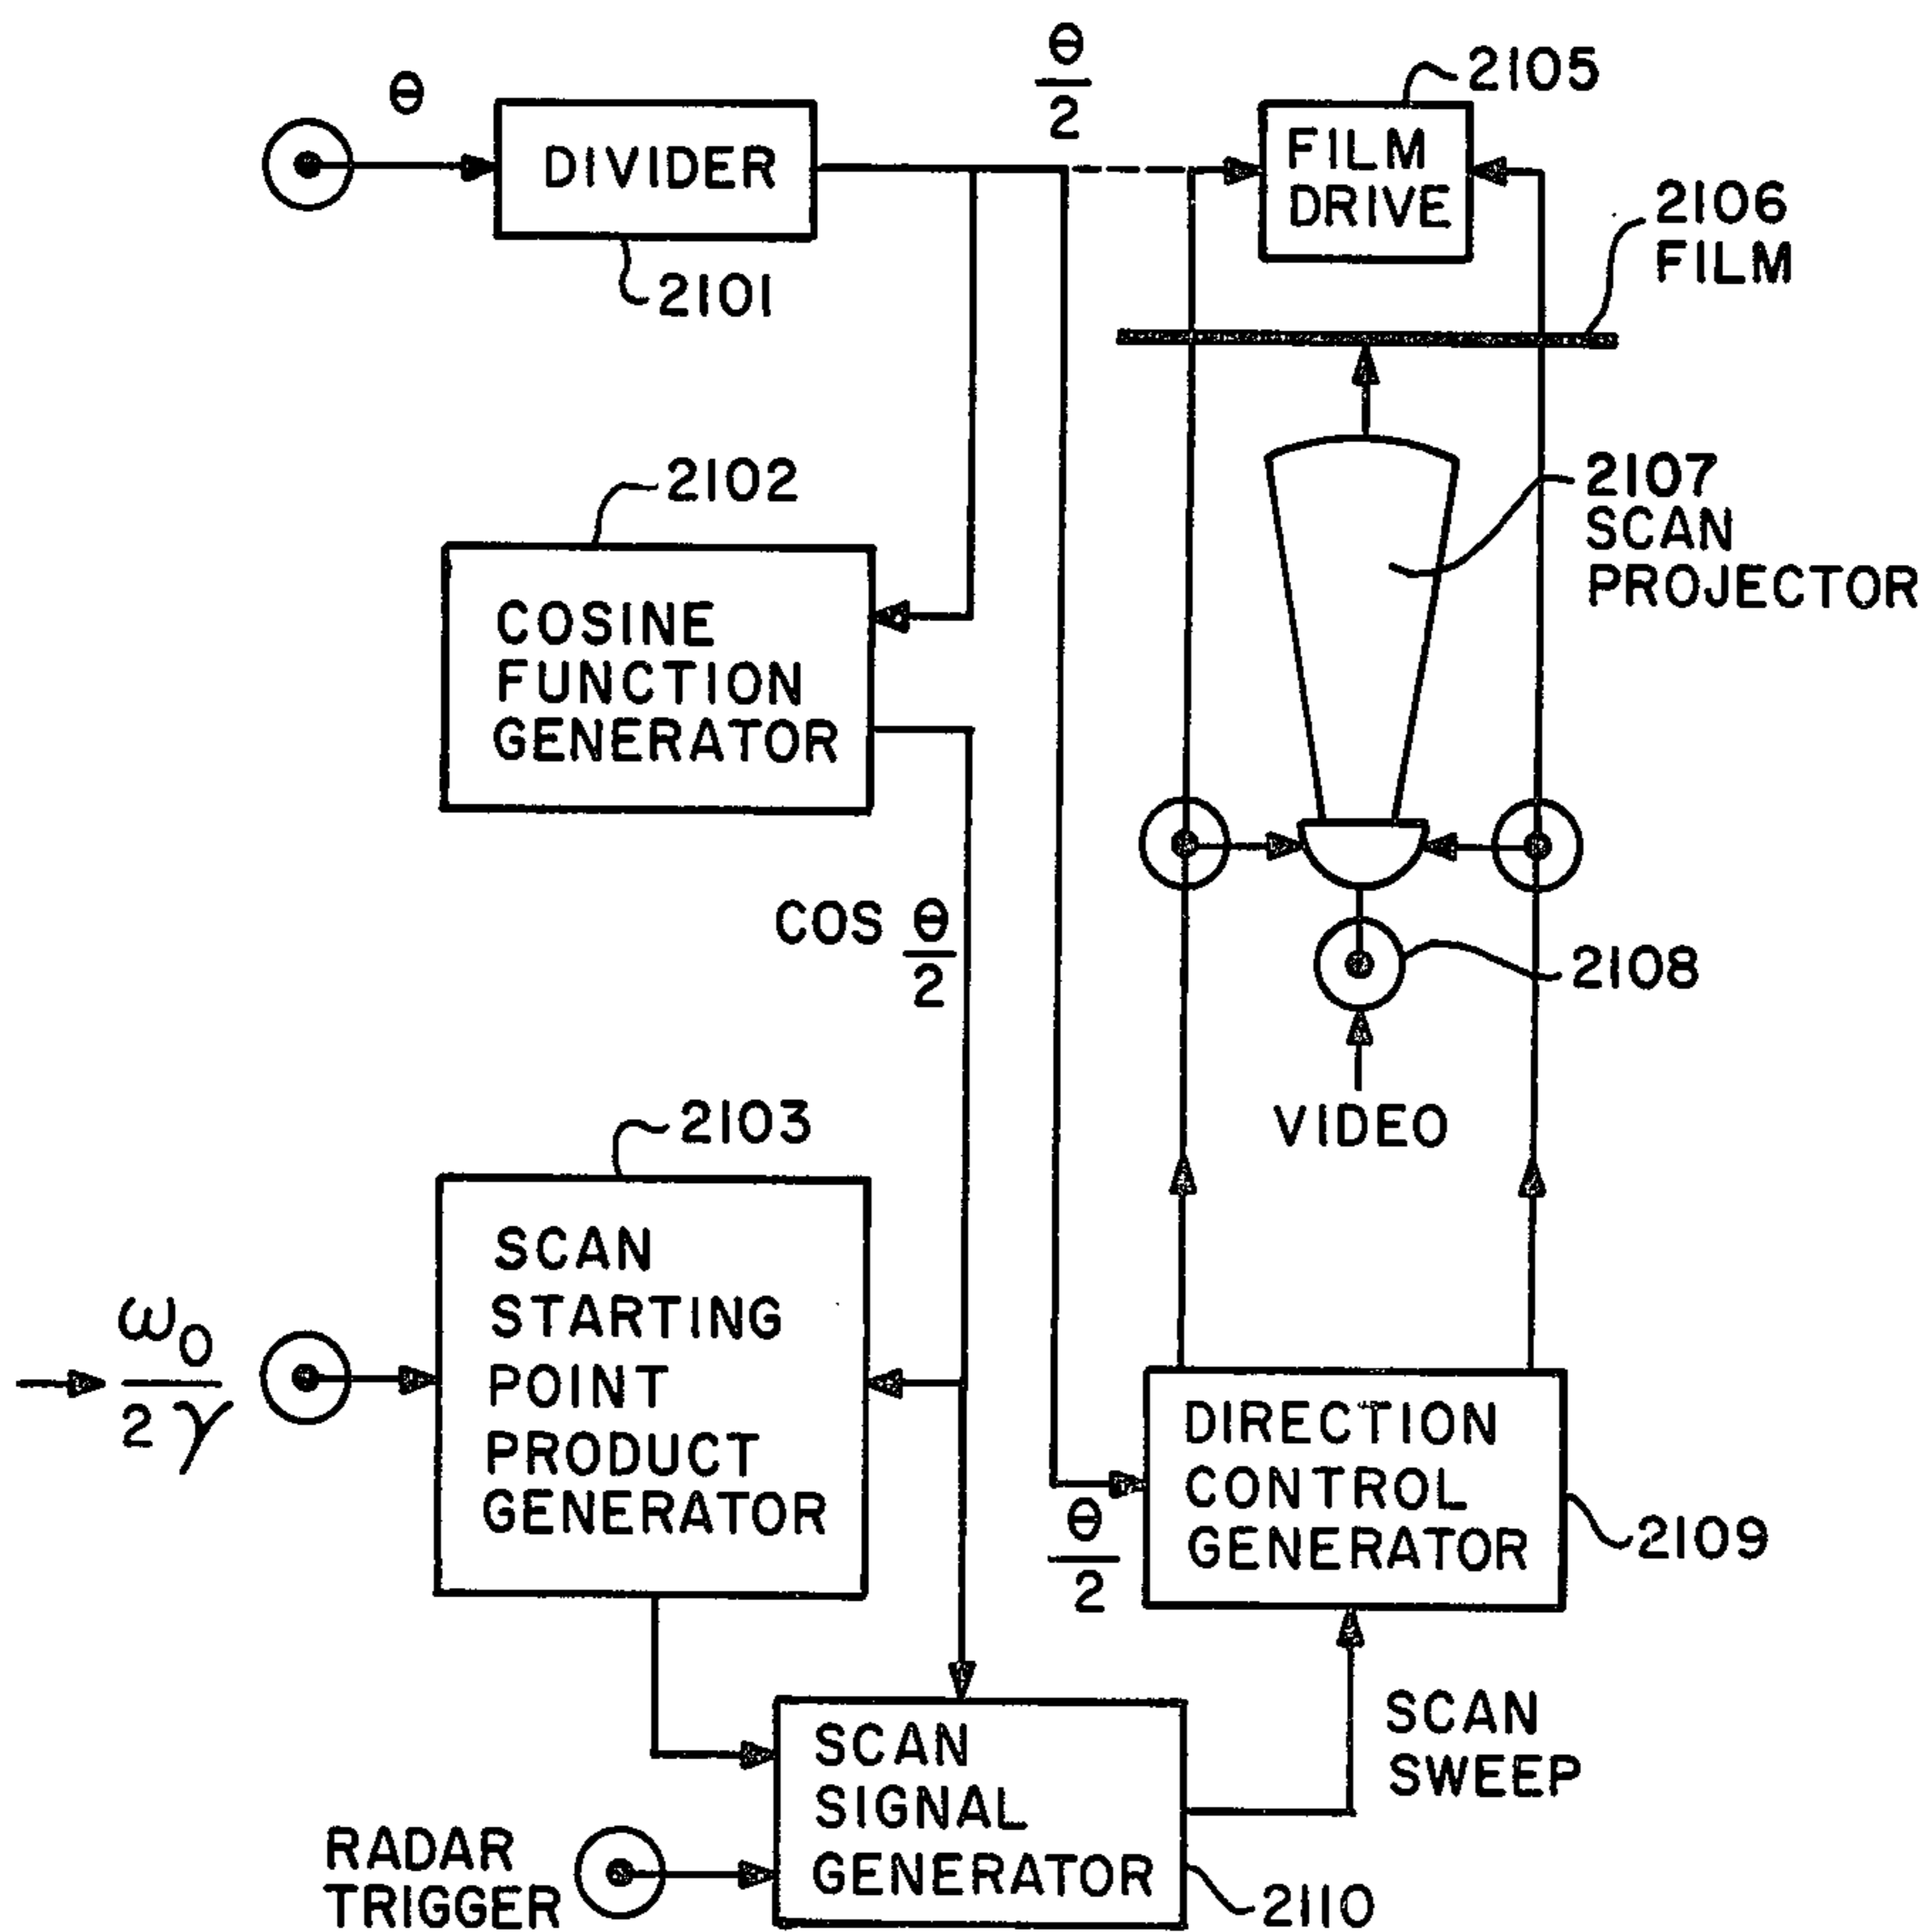 θ
DIVIDER
2101
θ
2
2105
FILM
DRIVE
2106
FILM
2102
COSINE
FUNCTION
GENERATOR
2107
SCAN
PROJECTOR
COS θ
2
2108
VIDEO
2103
SCAN
STARTING
POINT
PRODUCT
GENERATOR
ω0
2γ
θ
2
DIRECTION
CONTROL
GENERATOR
2109
SCAN
SWEEP
SCAN
SIGNAL
GENERATOR
2110
RADAR
TRIGGER